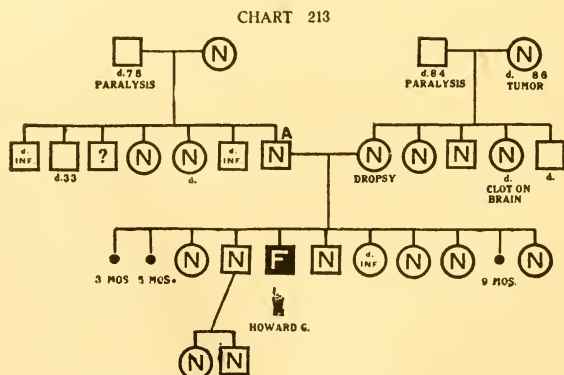 CHART 213
N
N
d.75
PARALYSIS
d.84
PARALYSIS
d. 86
TUMOR
A
d.
INF.
?
N
N
d.
INF.
N
N
N
N
N
d.33
d.
DROPSY
d.
CLOT ON
BRAIN
d.
N
N
F
N
d.
INF
N
N
N
3 MOS
5 MOS.
9 MOS.
HOWARD G.
N
N